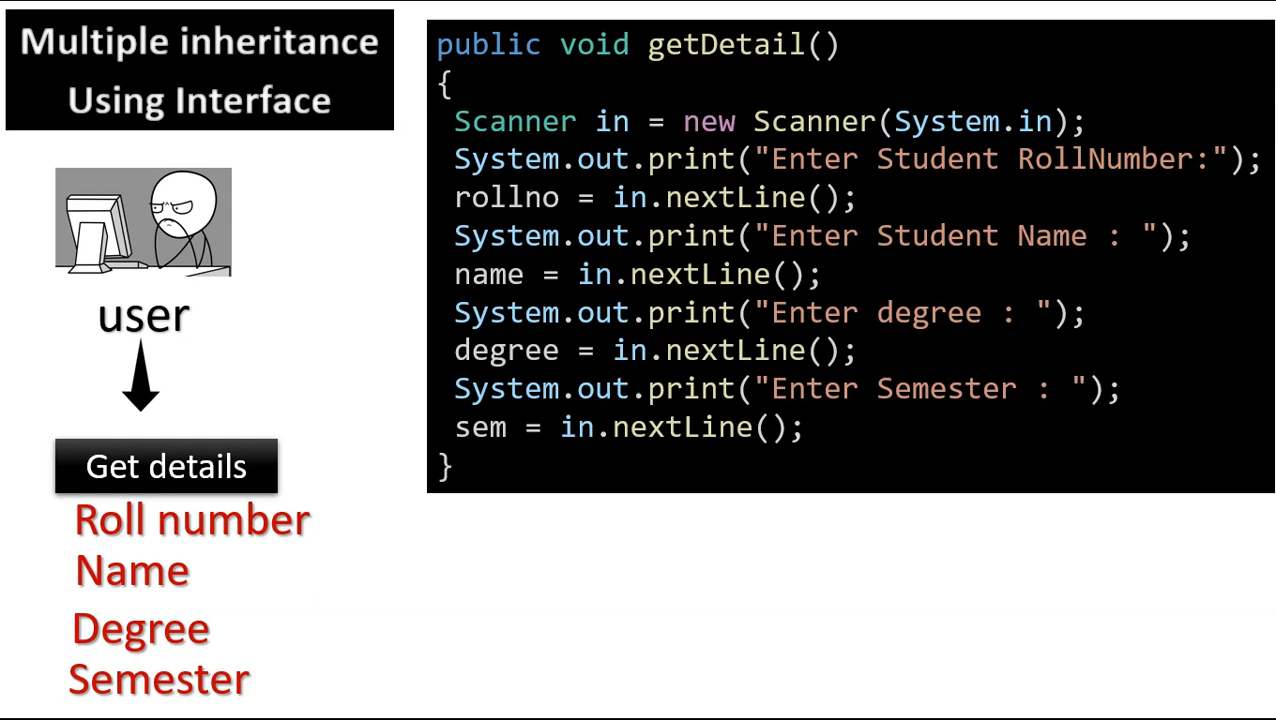 Multiple inheritance
Using Interface
user
Get details
Roll number
Name
Degree
Semester
public void getDetail()
{
Scanner in = new Scanner(System.in);
System.out.print("Enter Student RollNumber:");
rollno = in.nextLine();
System.out.print("Enter Student Name : ");
name = in.nextLine();
System.out.print("Enter degree : ");
degree = in.nextLine();
System.out.print("Enter Semester : ");
sem = in.nextLine();
}